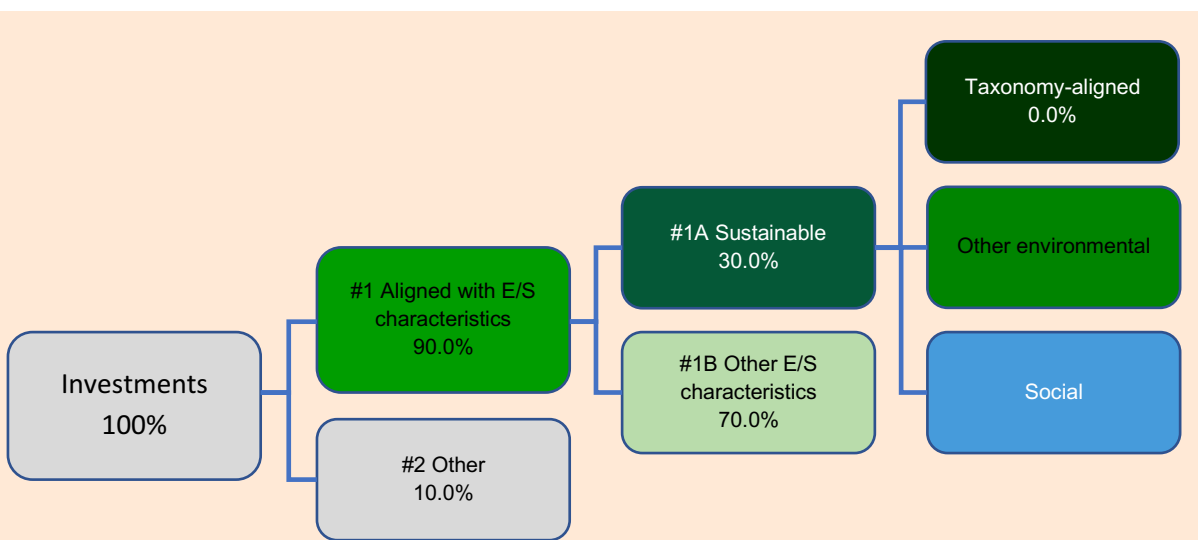 Investments
100%
#1 Aligned with E/S
characteristics
90.0%
#2 Other
10.0%
#1A Sustainable
30.0%
#1B Other E/S
characteristics
70.0%
Taxonomy-aligned
0.0%
Other environmental
Social